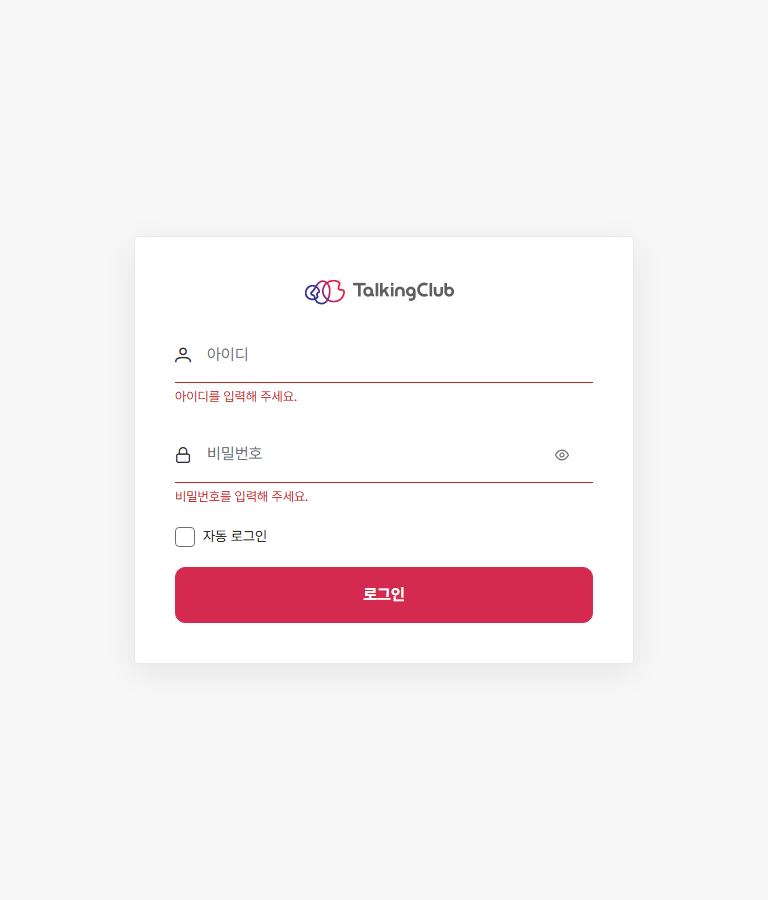 TalkingClub
아이디
아이디를 입력해 주세요.
비밀번호
비밀번호를 입력해 주세요.
자동 로그인
로그인